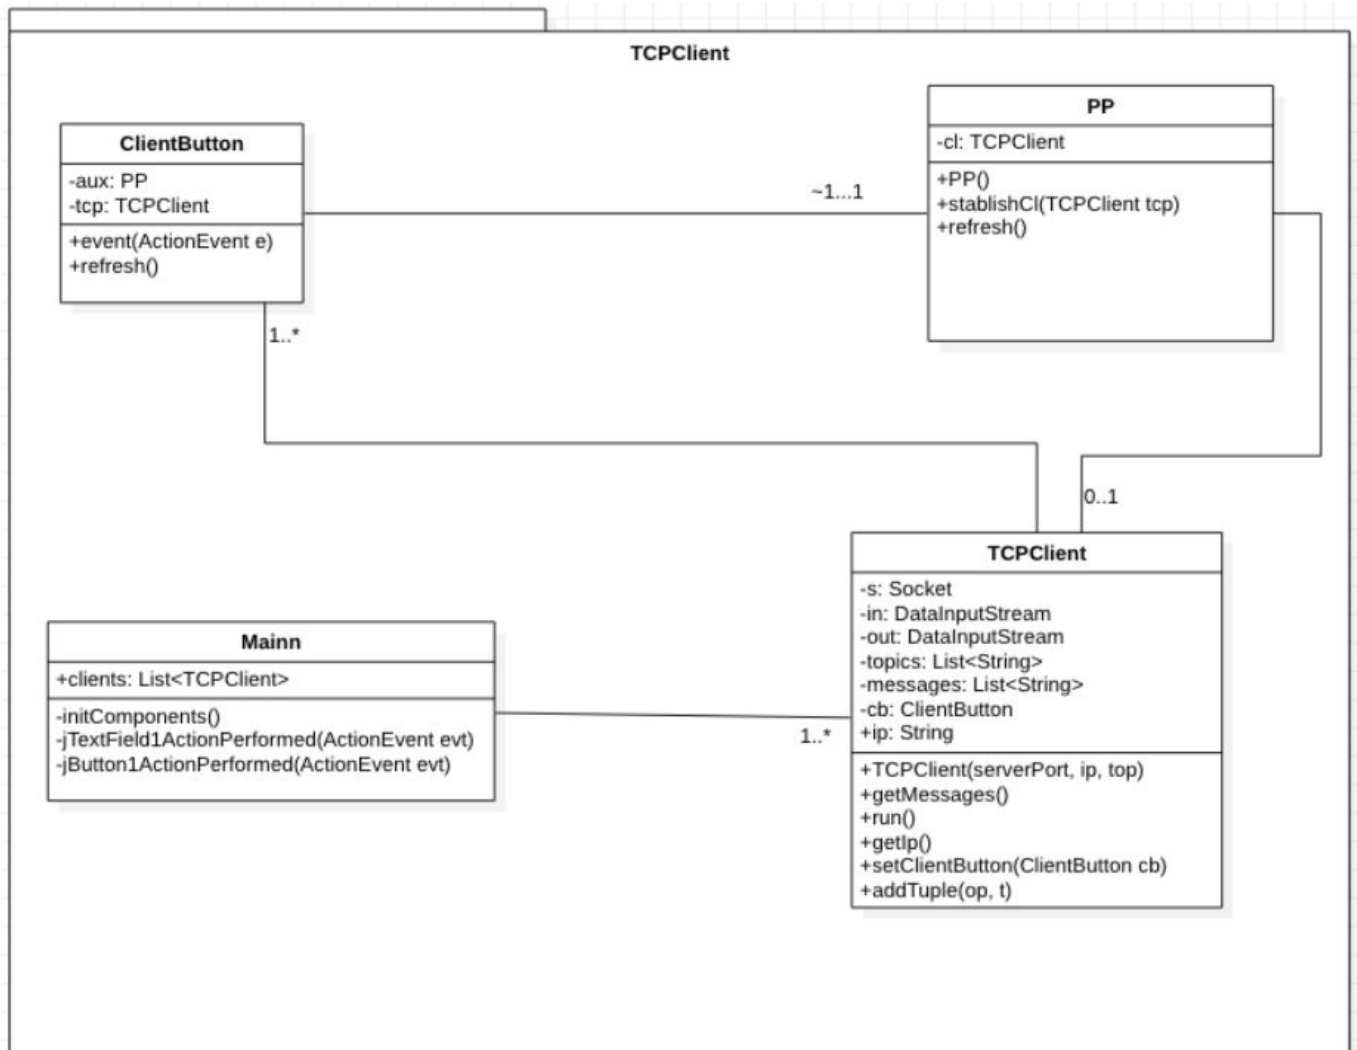 TCPClient
ClientButton
-aux: PP
-tcp: TCPClient
+event(ActionEvent e)
+refresh()
~1...1
PP
-cl: TCPClient
+PP()
+stablishCl(TCPClient tcp)
+refresh()
1..*
0..1
Mainn
+clients: List<TCPClient>
-initComponents()
-jTextField1ActionPerformed(ActionEvent evt)
-jButton1ActionPerformed(ActionEvent evt)
1..*
TCPClient
-s: Socket
-in: DataInputStream
-out: DataInputStream
-topics: List<String>
-messages: List<String>
-cb: ClientButton
+ip: String
+TCPClient(serverPort, ip, top)
+getMessages()
+run()
+getIp()
+setClientButton(ClientButton cb)
+addTuple(op, t)